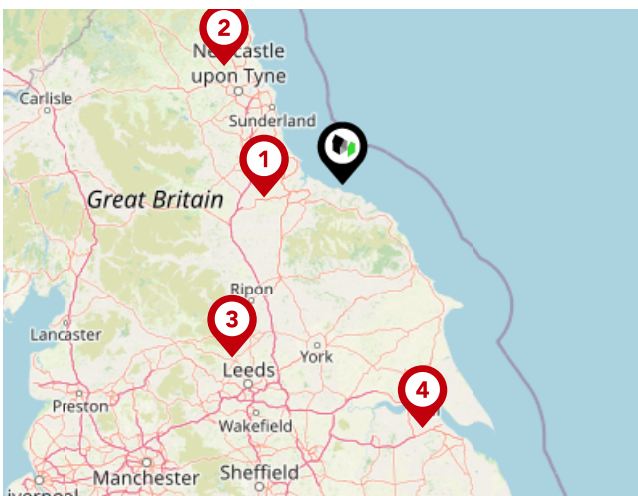 2
Newcastle
upon Tyne
Carlisle
Sunderland
1
Great Britain
Ripon
3
Lancaster
York
Leeds
4
Preston
Wakefield
Manchester
Sheffield